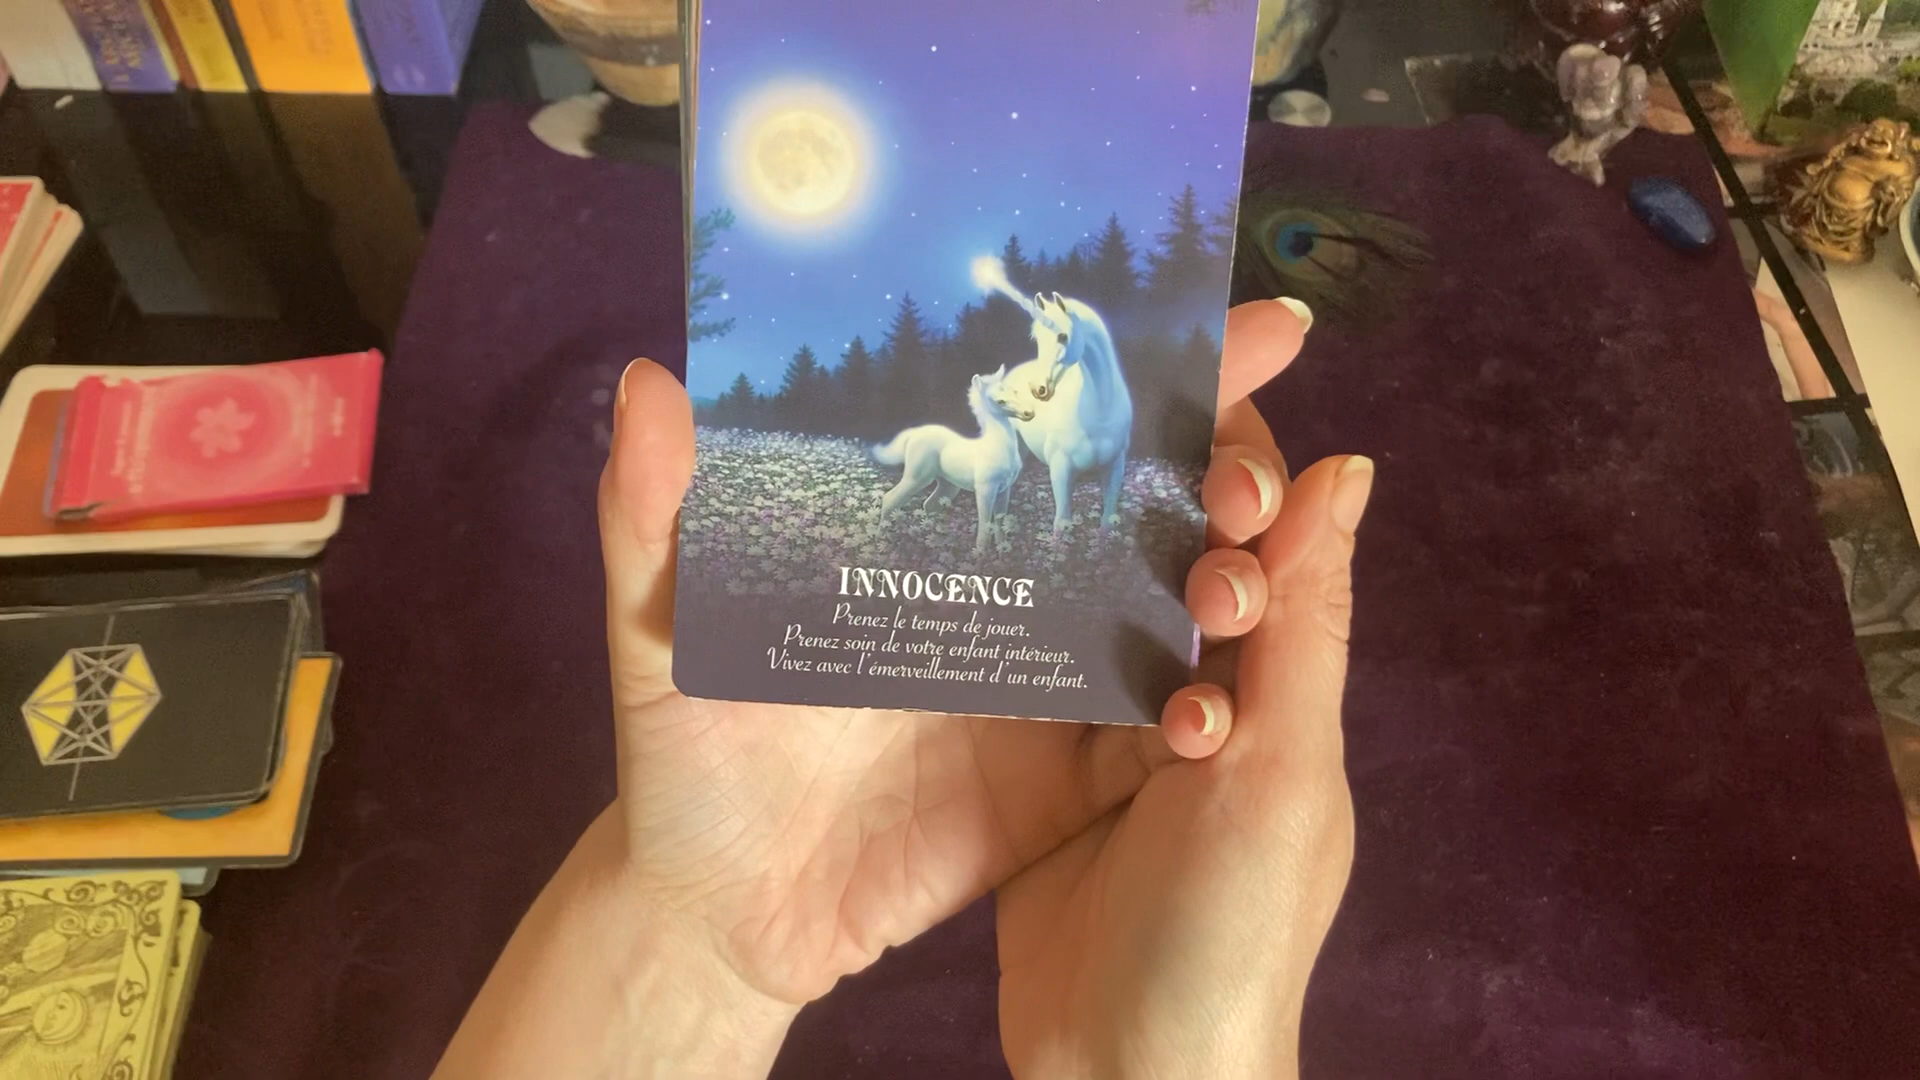 INNOCENCE
Prenez le temps de jouer.
Prenez soin de votre enfant intérieur.
Vivez avec l'émerveillement d'un enfant.